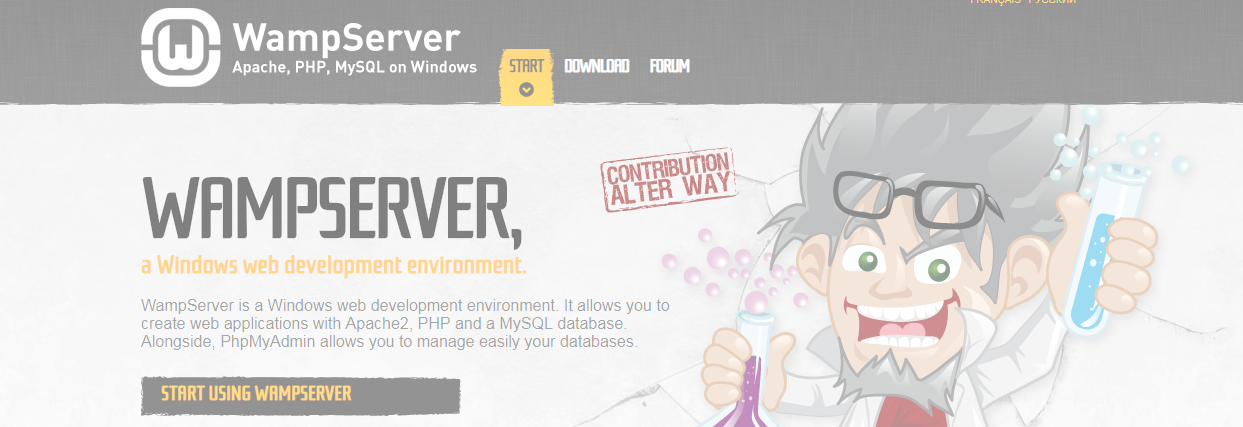 FRANÇAIS РУССКИЙ
WampServer
Apache, PHP, MySQL on Windows
START
DOWNLOAD
FORUM
CONTRIBUTION
ALTER WAY
WAMPSERVER,
a Windows web development environment.
WampServer is a Windows web development environment. It allows you to
create web applications with Apache2, PHP and a MySQL database.
Alongside, PhpMyAdmin allows you to manage easily your databases.
START USING WAMPSERVER